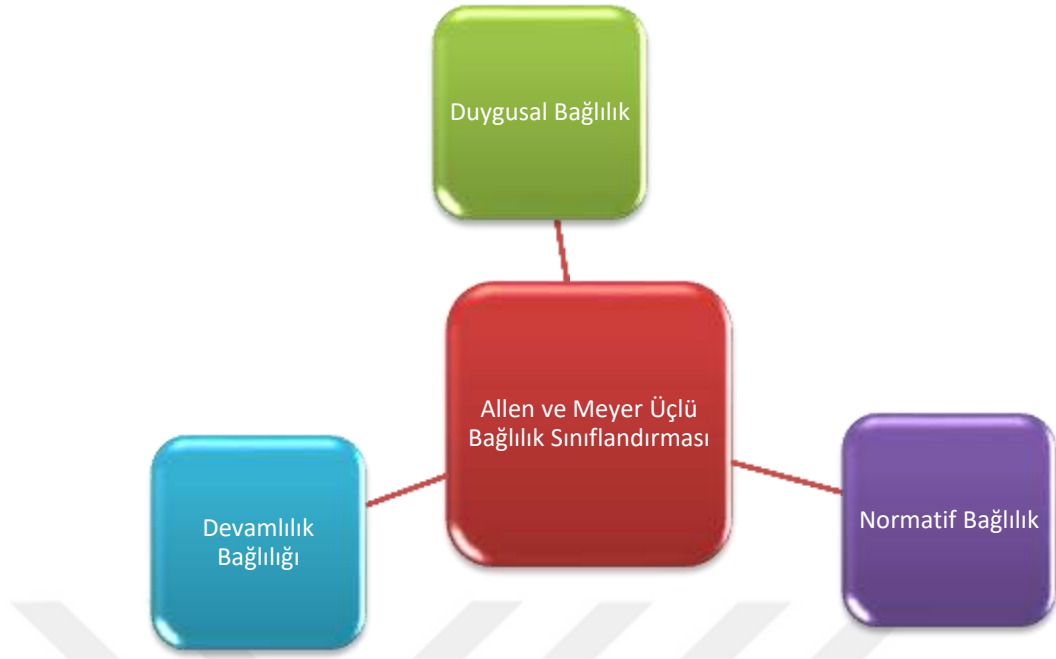 Duygusal Bağlılık
Allen ve Meyer Üçlü
Bağlılık Sınıflandırması
Devamlılık
Bağlılığı
Normatif Bağlılık